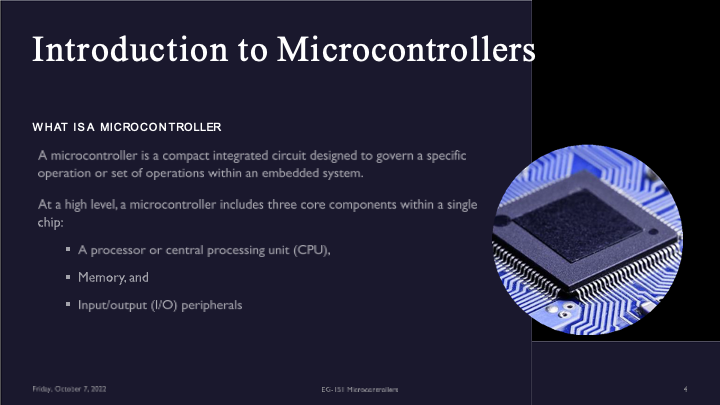 Introduction to Microcontrollers
WHAT IS A MICROCONTROLLER
A microcontroller is a compact integrated circuit designed to govern a specific
operation or set of operations within an embedded system.
At a high level, a microcontroller includes three core components within a single
chip:
▪ A processor or central processing unit (CPU),
▪ Memory, and
▪ Input/output (I/O) peripherals
Friday, October 7, 2022
EG-151 Microcontrollers
4